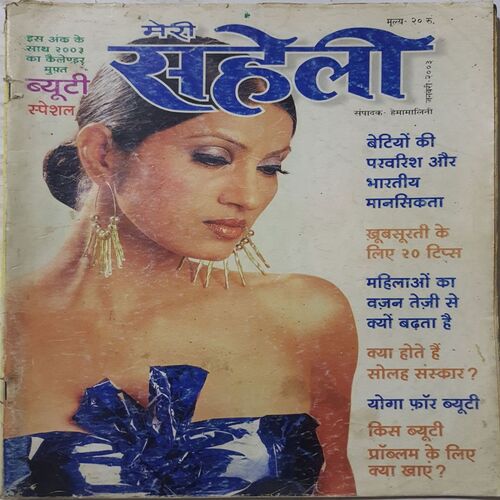 इस अंक के
साथ २००३
का कैलेण्डर
मुफ़्त
ब्यूटी
स्पेशल
मेरी
सहेली
मूल्य- २० रु.
जनवरी २००३
संपादक- हेमामालिनी
बेटियों की
परवरिश और
भारतीय
मानसिकता
खूबसूरती के
लिए २० टिप्स
महिलाओं का
वज़न तेज़ी से
क्यों बढ़ता है
क्या होते हैं
सोलह संस्कार?
योगा फ़ॉर ब्यूटी
किस ब्यूटी
प्रॉब्लम के लिए
क्या खाएं?